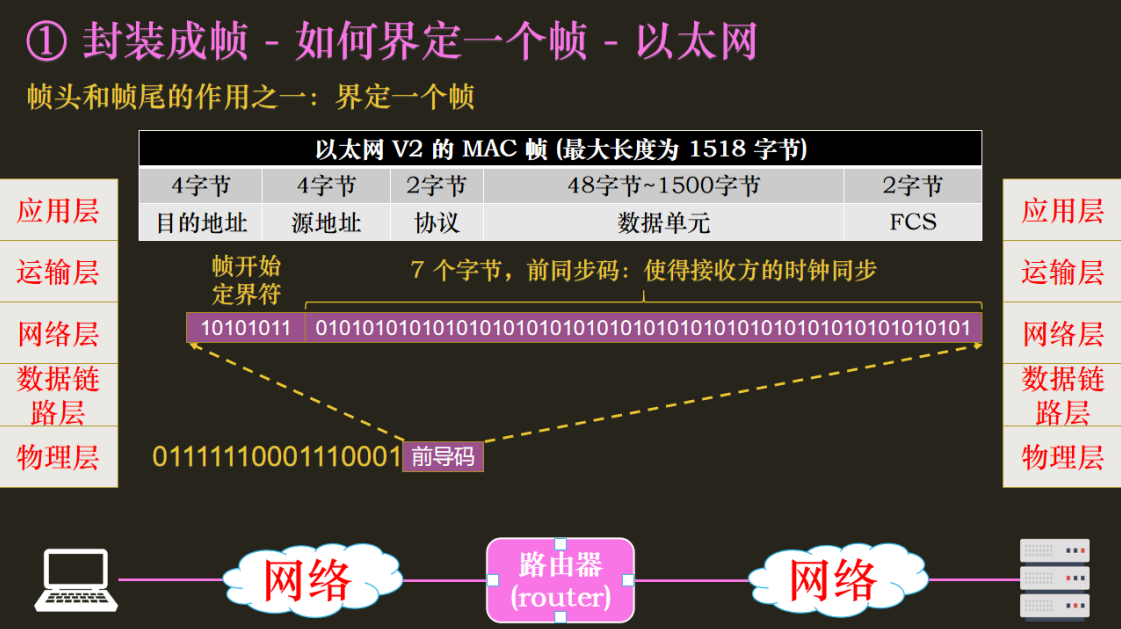 ① 封装成帧 - 如何界定一个帧 - 以太网
帧头和帧尾的作用之一：界定一个帧
以太网 V2 的 MAC 帧 (最大长度为 1518 字节)
4字节 4字节 2字节 48字节~1500字节 2字节
目的地址 源地址 协议 数据单元 FCS
应用层
运输层
网络层
数据链
路层
物理层
帧开始
定界符
7 个字节，前同步码：使得接收方的时钟同步
10101011
01111110001110001
前导码
应用层
运输层
网络层
数据链
路层
物理层
网络
路由器
(router)
网络